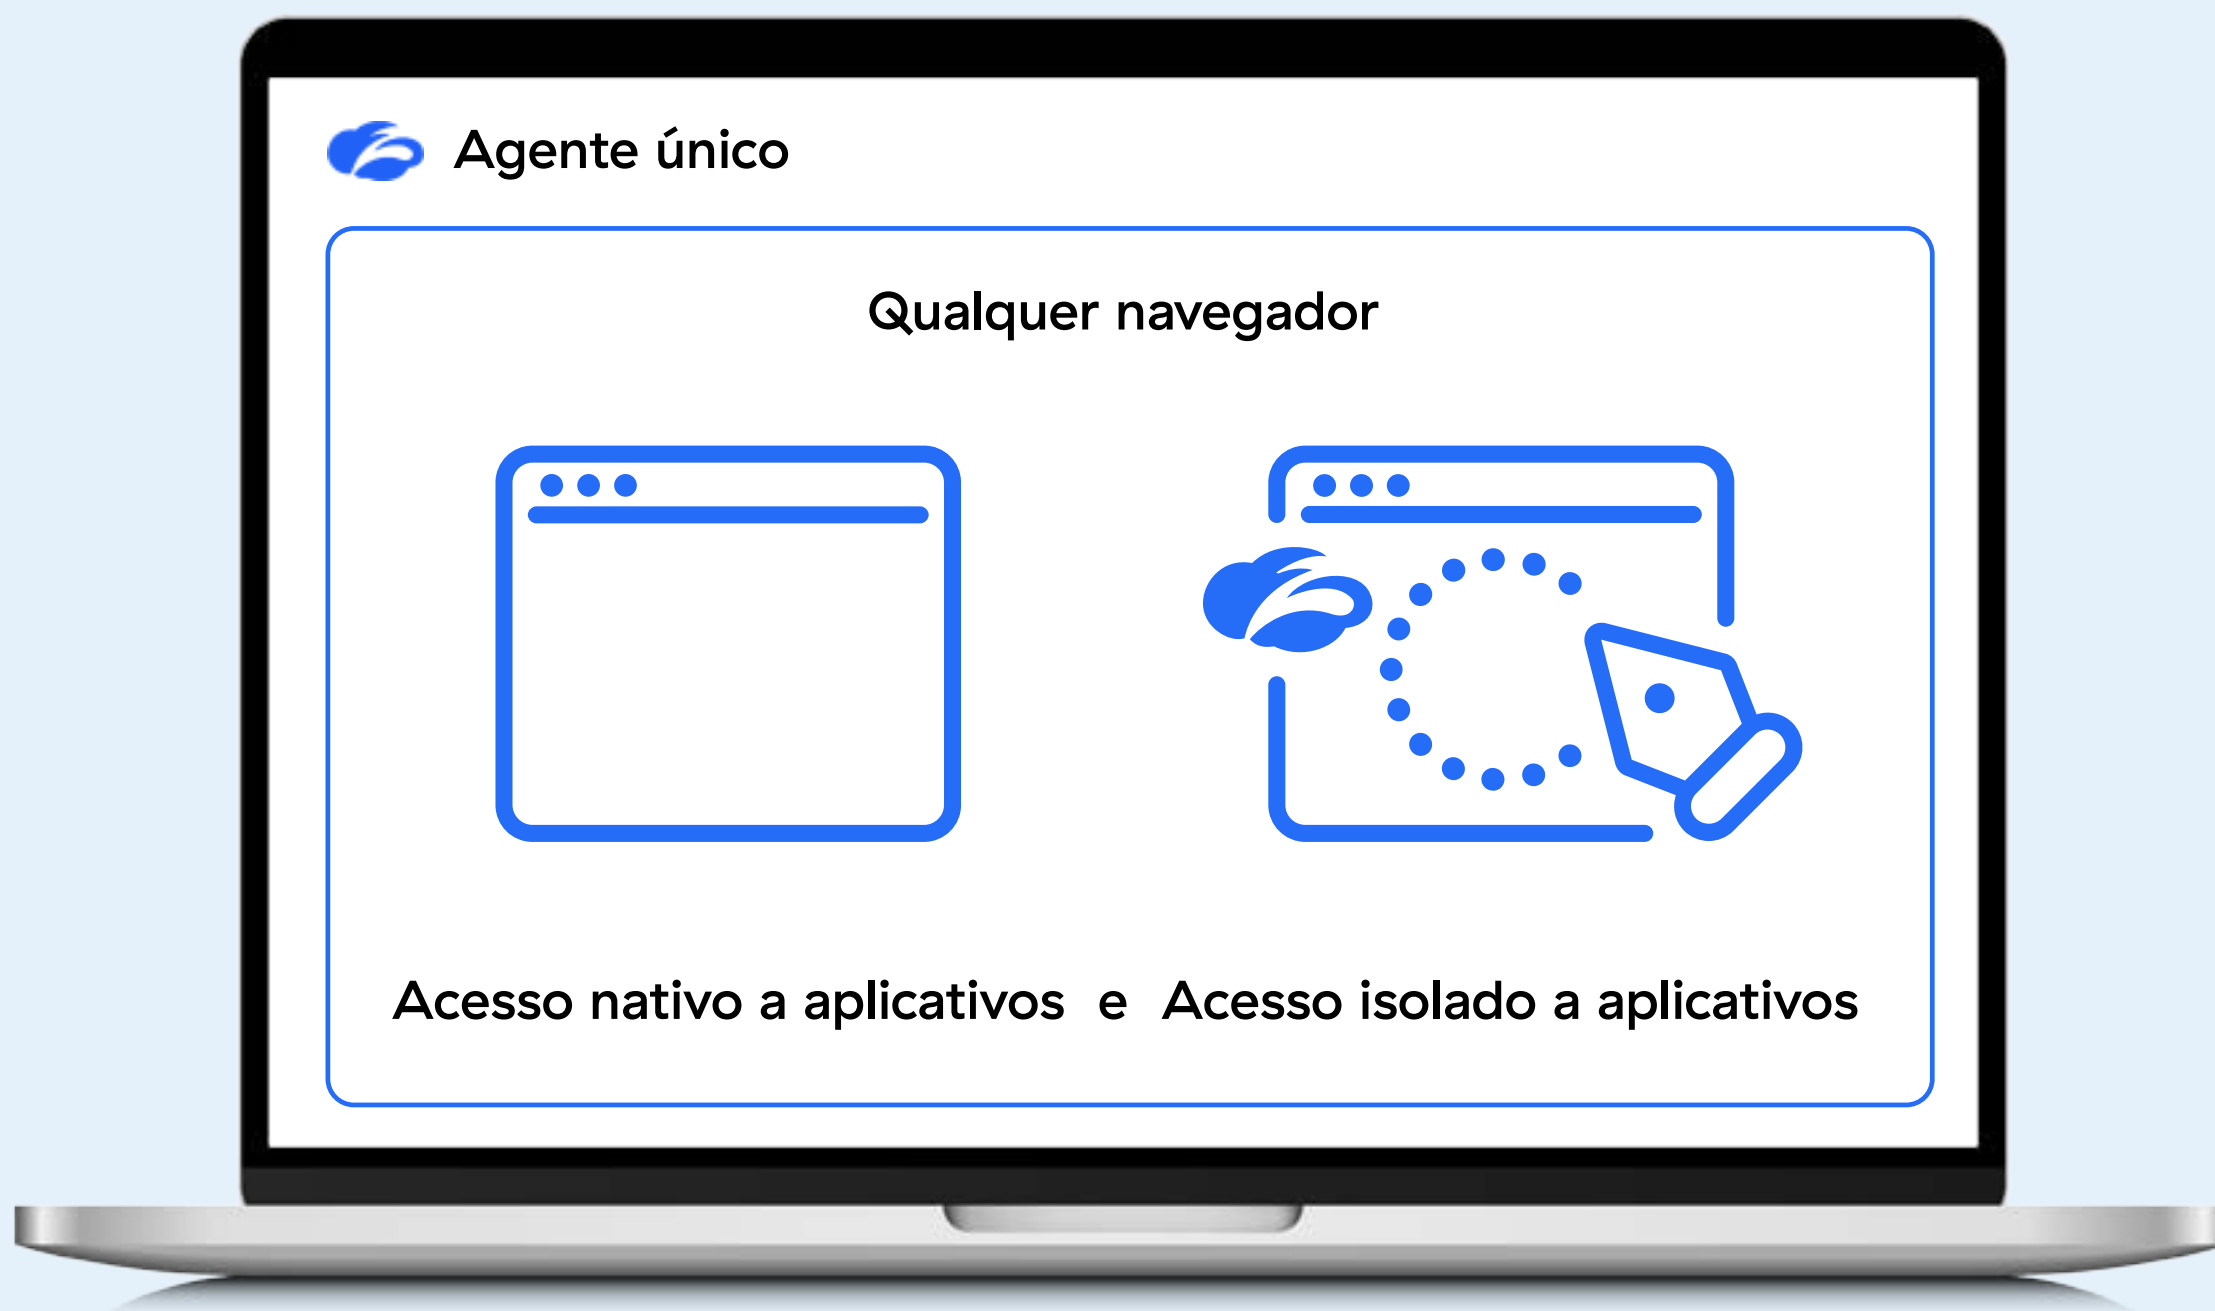 Agente único
Qualquer navegador
Acesso nativo a aplicativos e Acesso isolado a aplicativos